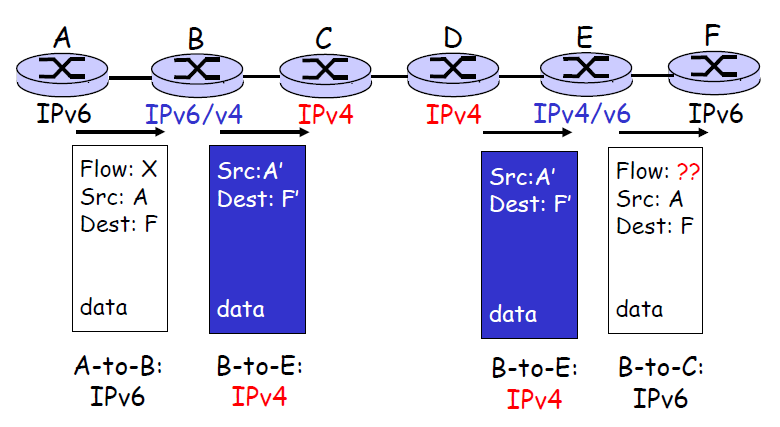 A B C D E F
IPv6 IPv6/v4 IPv4 IPv4 IPv4/v6 IPv6
Flow: X
Src: A
Dest: F
data
Src:A'
Dest: F'
data
Src:A'
Dest: F'
data
Flow: ??
Src: A
Dest: F
data
A-to-B:
IPv6
B-to-E:
IPv4
B-to-E:
IPv4
B-to-C:
IPv6